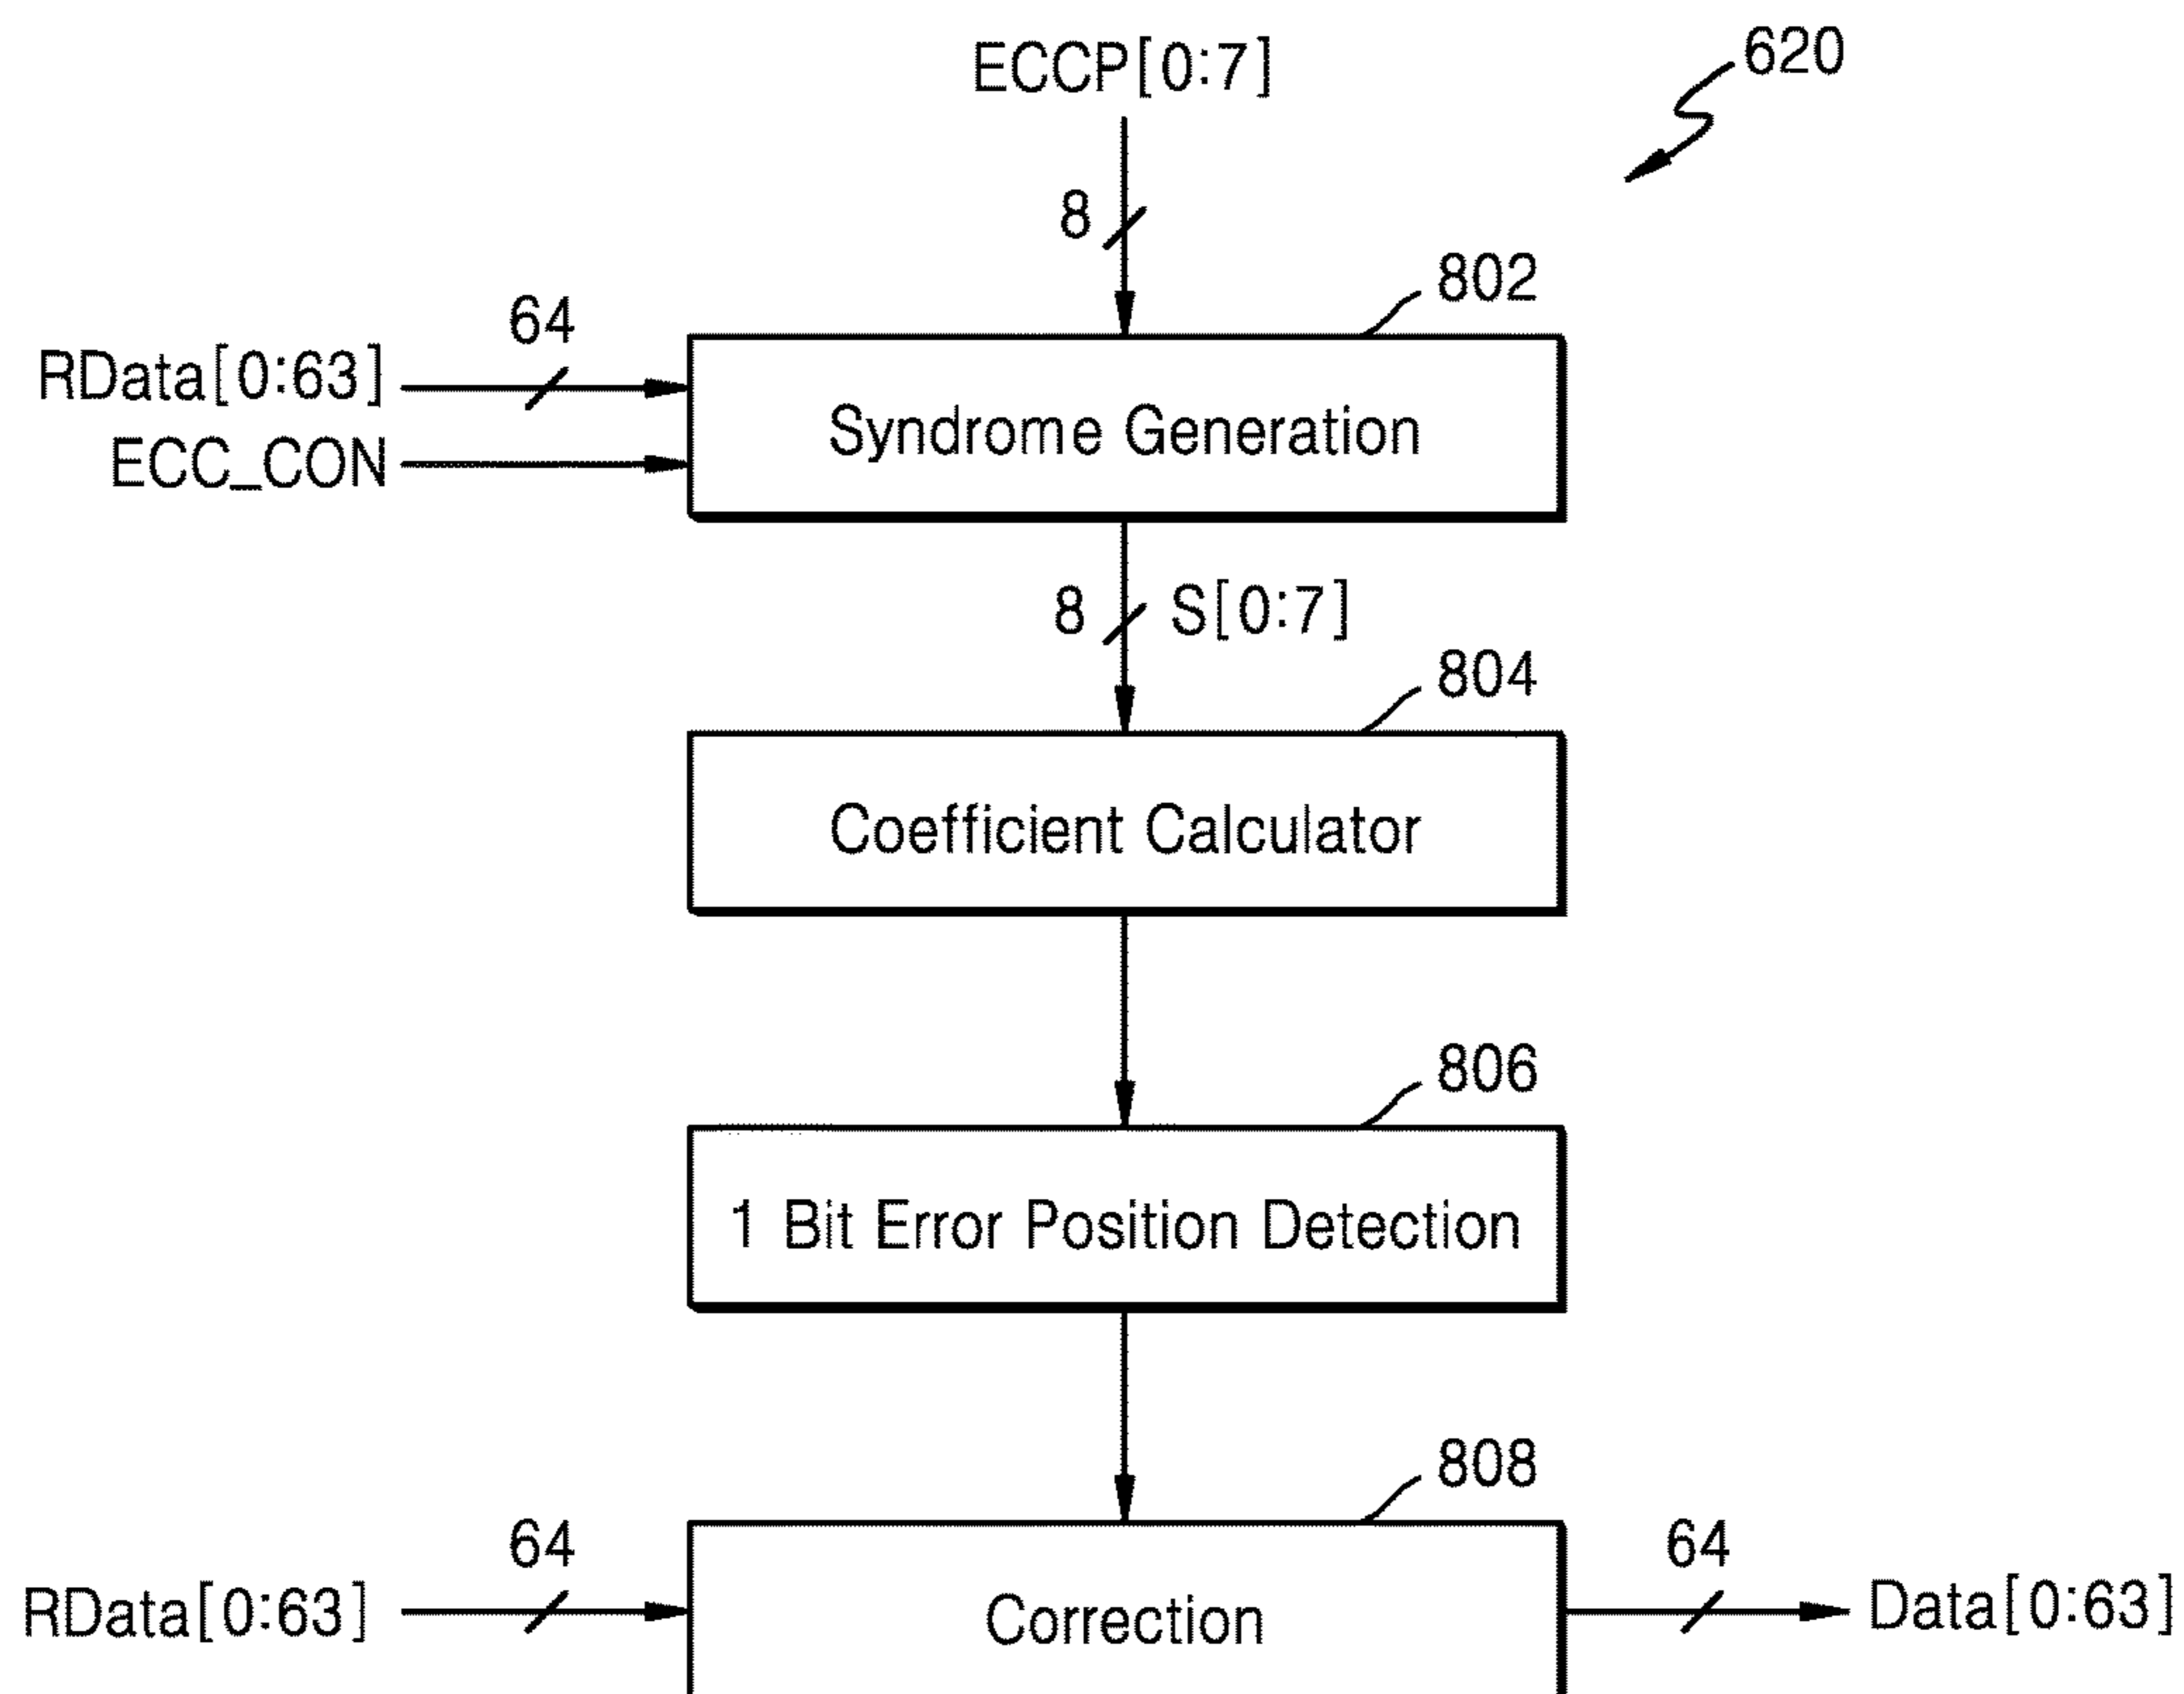 ECCP[0:7]
620
8
802
64
RData[0:63]
ECC_CON
Syndrome Generation
8 S[0:7]
804
Coefficient Calculator
806
1 Bit Error Position Detection
808
64
64
RData[0:63]
Correction
Data[0:63]